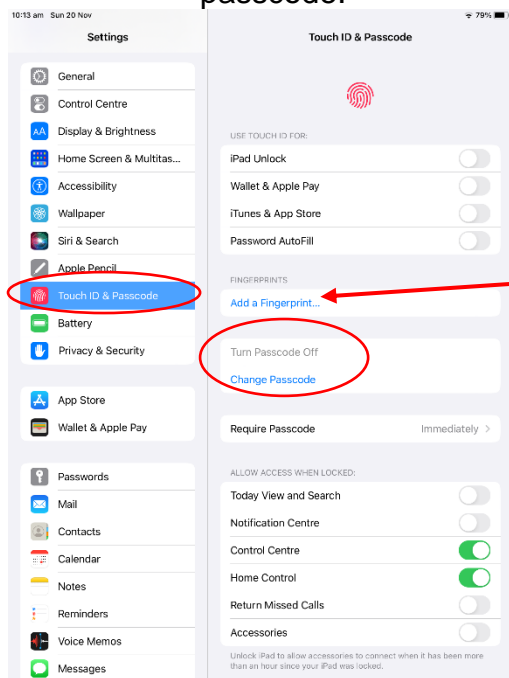 passcode.
10:13 am Sun 20 Nov
79%
Settings
General
Control Centre
AA
Display & Brightness
Home Screen & Multitas...
Accessibility
Wallpaper
Siri & Search
Apple Pencil
Touch ID & Passcode
Battery
Privacy & Security
App Store
Wallet & Apple Pay
Passwords
Mail
Contacts
Calendar
Notes
Reminders
Voice Memos
Messages
Touch ID & Passcode
USE TOUCH ID FOR:
iPad Unlock
Wallet & Apple Pay
iTunes & App Store
Password AutoFill
FINGERPRINTS
Add a Fingerprint...
Turn Passcode Off
Change Passcode
Require Passcode Immediately >
ALLOW ACCESS WHEN LOCKED:
Today View and Search
Notification Centre
Control Centre
Home Control
Return Missed Calls
Accessories
Unlock iPad to allow accessories to connect when it has been more
than an hour since your iPad was locked.